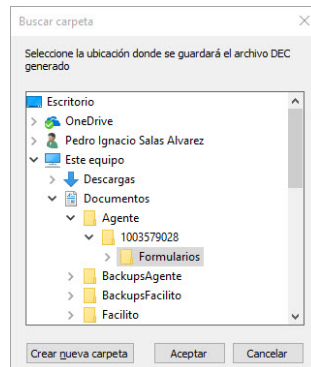 Buscar carpeta
Seleccione la ubicación donde se guardará el archivo DEC
generado
Escritorio
OneDrive
Pedro Ignacio Salas Alvarez
Este equipo
Descargas
Documentos
Agente
1003579028
Formularios
BackupsAgente
BackupsFacilito
Facilito
Crear nueva carpeta Aceptar Cancelar